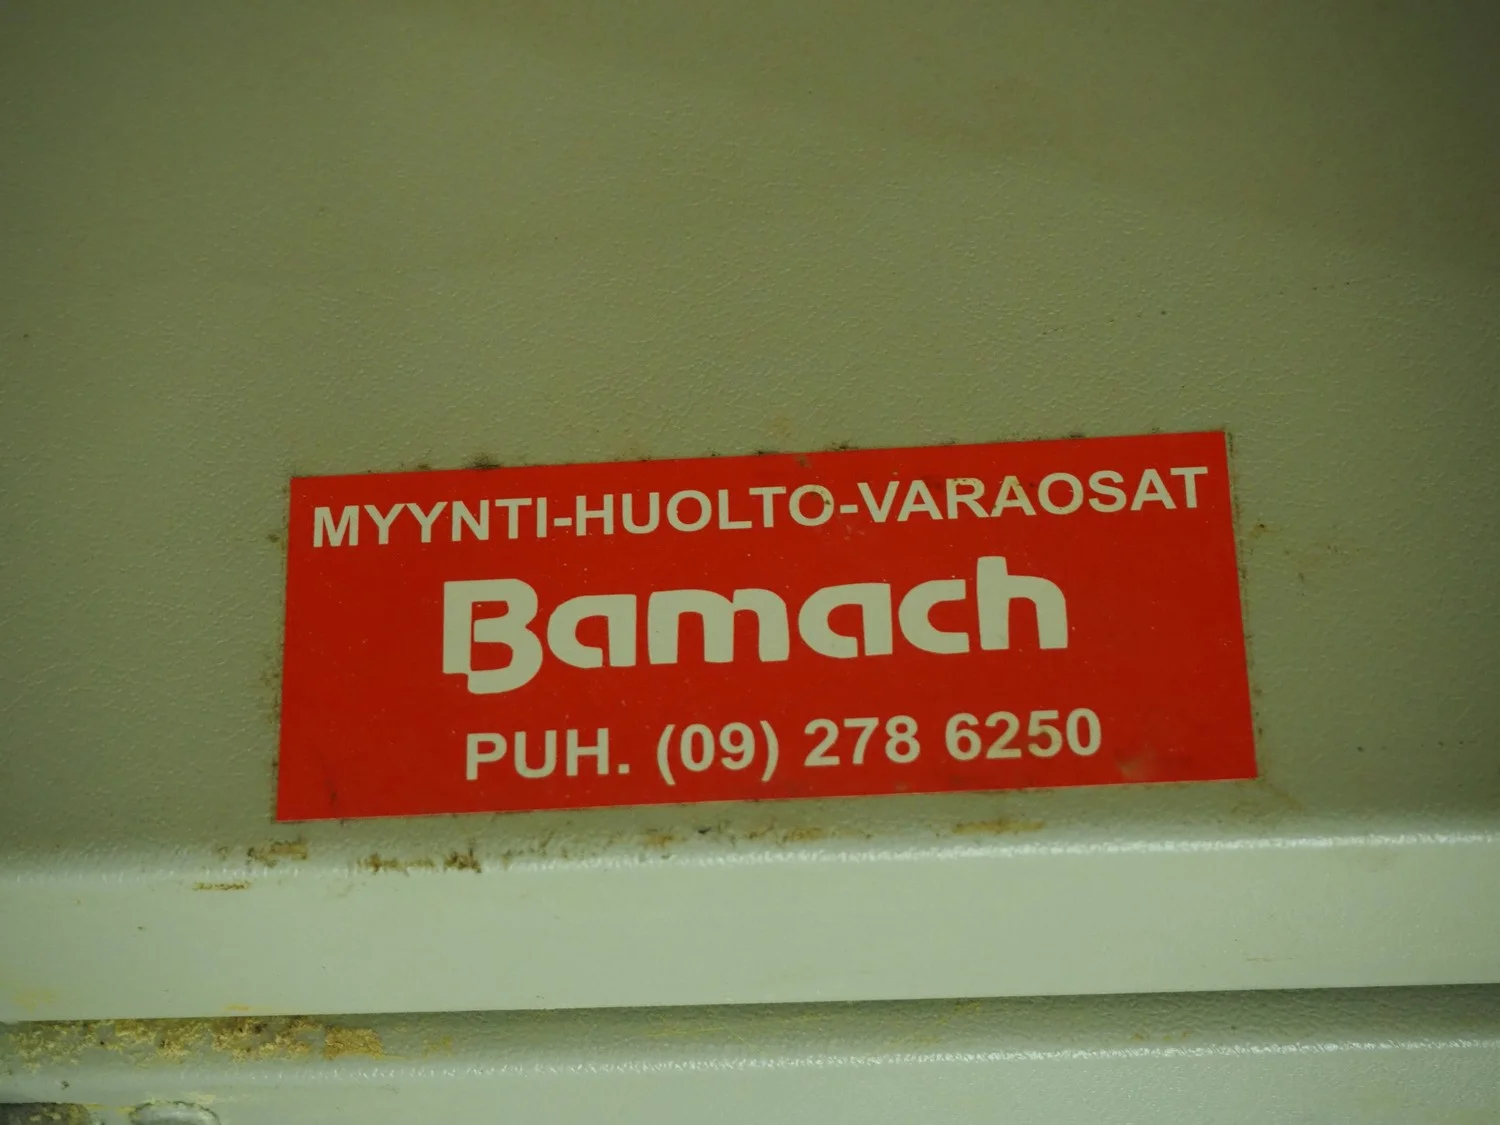 MYYNTI-HUOLTO-VARAOSAT
Bamach
PUH. (09) 278 6250